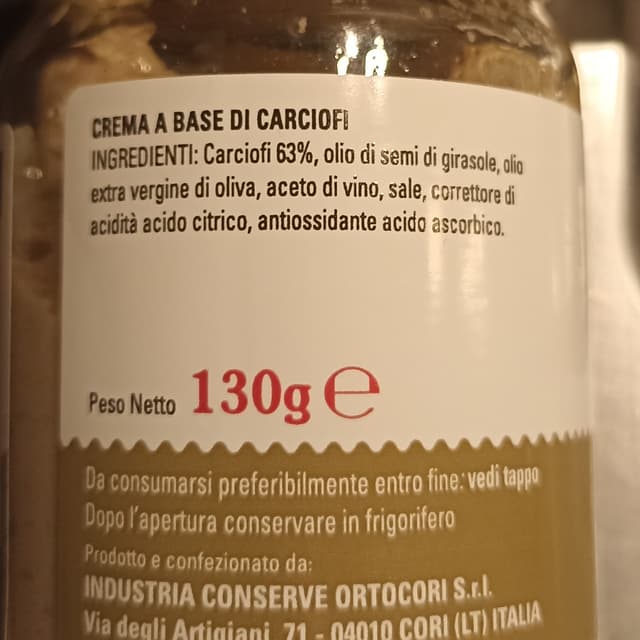 CREMA A BASE DI CARCIOFI
INGREDIENTI: Carciofi 63%, olio di semi di girasole, olio
extra vergine di oliva, aceto di vino, sale, correttore di
acidità acido citrico, antiossidante acido ascorbico.
Peso Netto 130g ℮
Da consumarsi preferibilmente entro fine: vedi tappo
Dopo l'apertura conservare in frigorifero
Prodotto e confezionato da:
INDUSTRIA CONSERVE ORTOCORI S.r.l.
Via degli Artigiani, 71 - 04010 CORI (LT) ITALIA